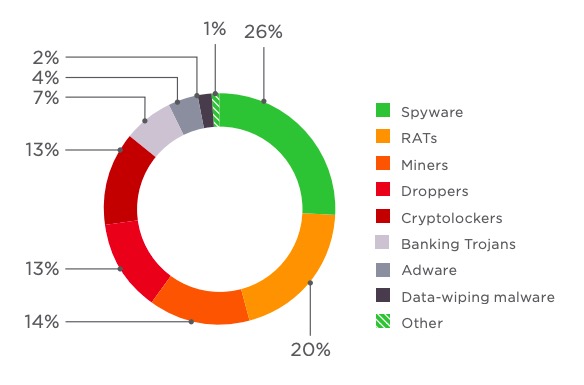 1%
26%
2%
4%
7%
13%
13%
14%
20%
Spyware
RATs
Miners
Droppers
Cryptolockers
Banking Trojans
Adware
Data-wiping malware
Other